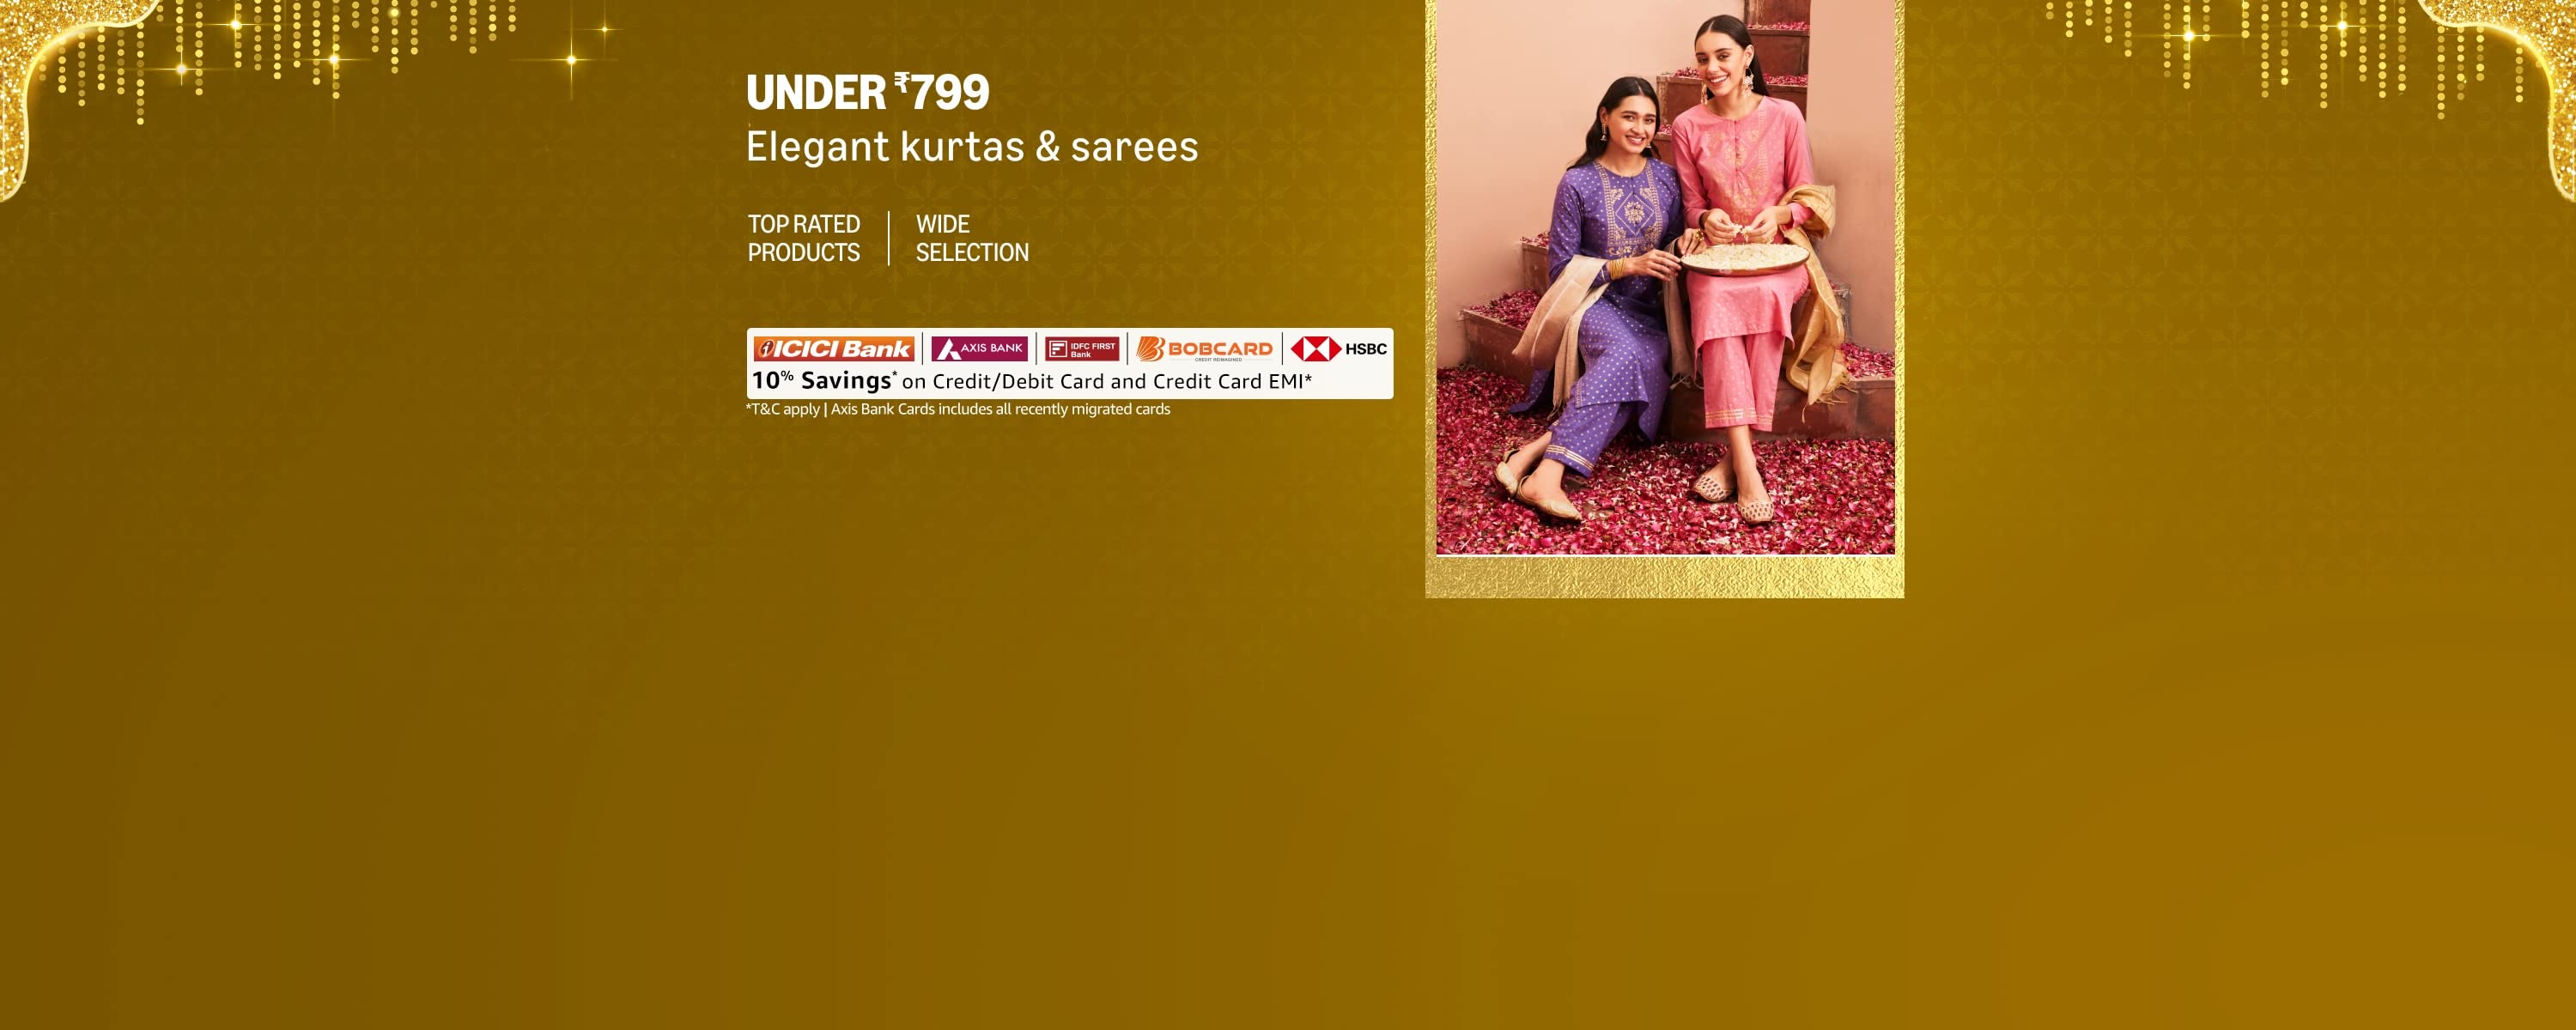 UNDER ₹799
Elegant kurtas & sarees
TOP RATED
PRODUCTS
WIDE
SELECTION
ICICI Bank
AXIS BANK
IDFC FIRST
Bank
BOBCARD
CREDIT REIMAGINED
HSBC
10% Savings* on Credit/Debit Card and Credit Card EMI*
*T&C apply | Axis Bank Cards includes all recently migrated cards